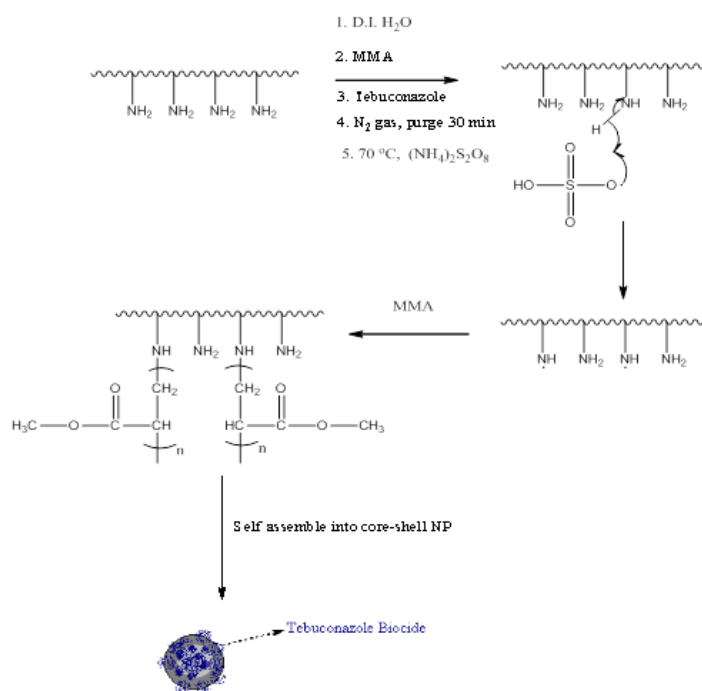 1. D.I. H2O
2. MMA
3. Tebuconazole
4. N2 gas, purge 30 min
5. 70 °C, (NH4)2S2O8
NH2 NH2 NH2 NH2
NH2 NH2 NH NH2
H
O
HO S O .
O
MMA
NH NH2 NH NH2
NH NH2 NH NH2
. .
O CH2 CH2 O
H3C O C CH HC C O CH3
n n
Self assemble into core-shell NP
Tebuconazole Biocide